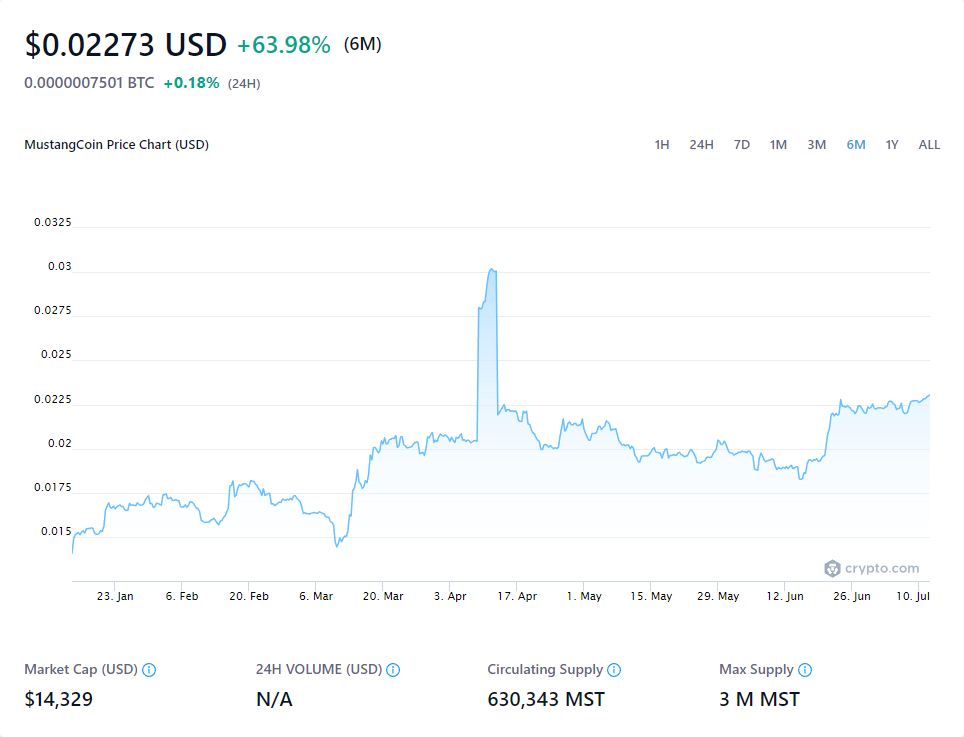 $0.02273 USD +63.98% (6M)
0.0000007501 BTC +0.18% (24H)
MustangCoin Price Chart (USD) 1H 24H 7D 1M 3M 6M 1Y ALL
0.0325
0.03
0.0275
0.025
0.0225
0.02
0.0175
0.015
crypto.com
23. Jan 6. Feb 20. Feb 6. Mar 20. Mar 3. Apr 17. Apr 1. May 15. May 29. May 12. Jun 26. Jun 10. Jul
Market Cap (USD) 24H VOLUME (USD) Circulating Supply Max Supply
$14,329 N/A 630,343 MST 3 M MST